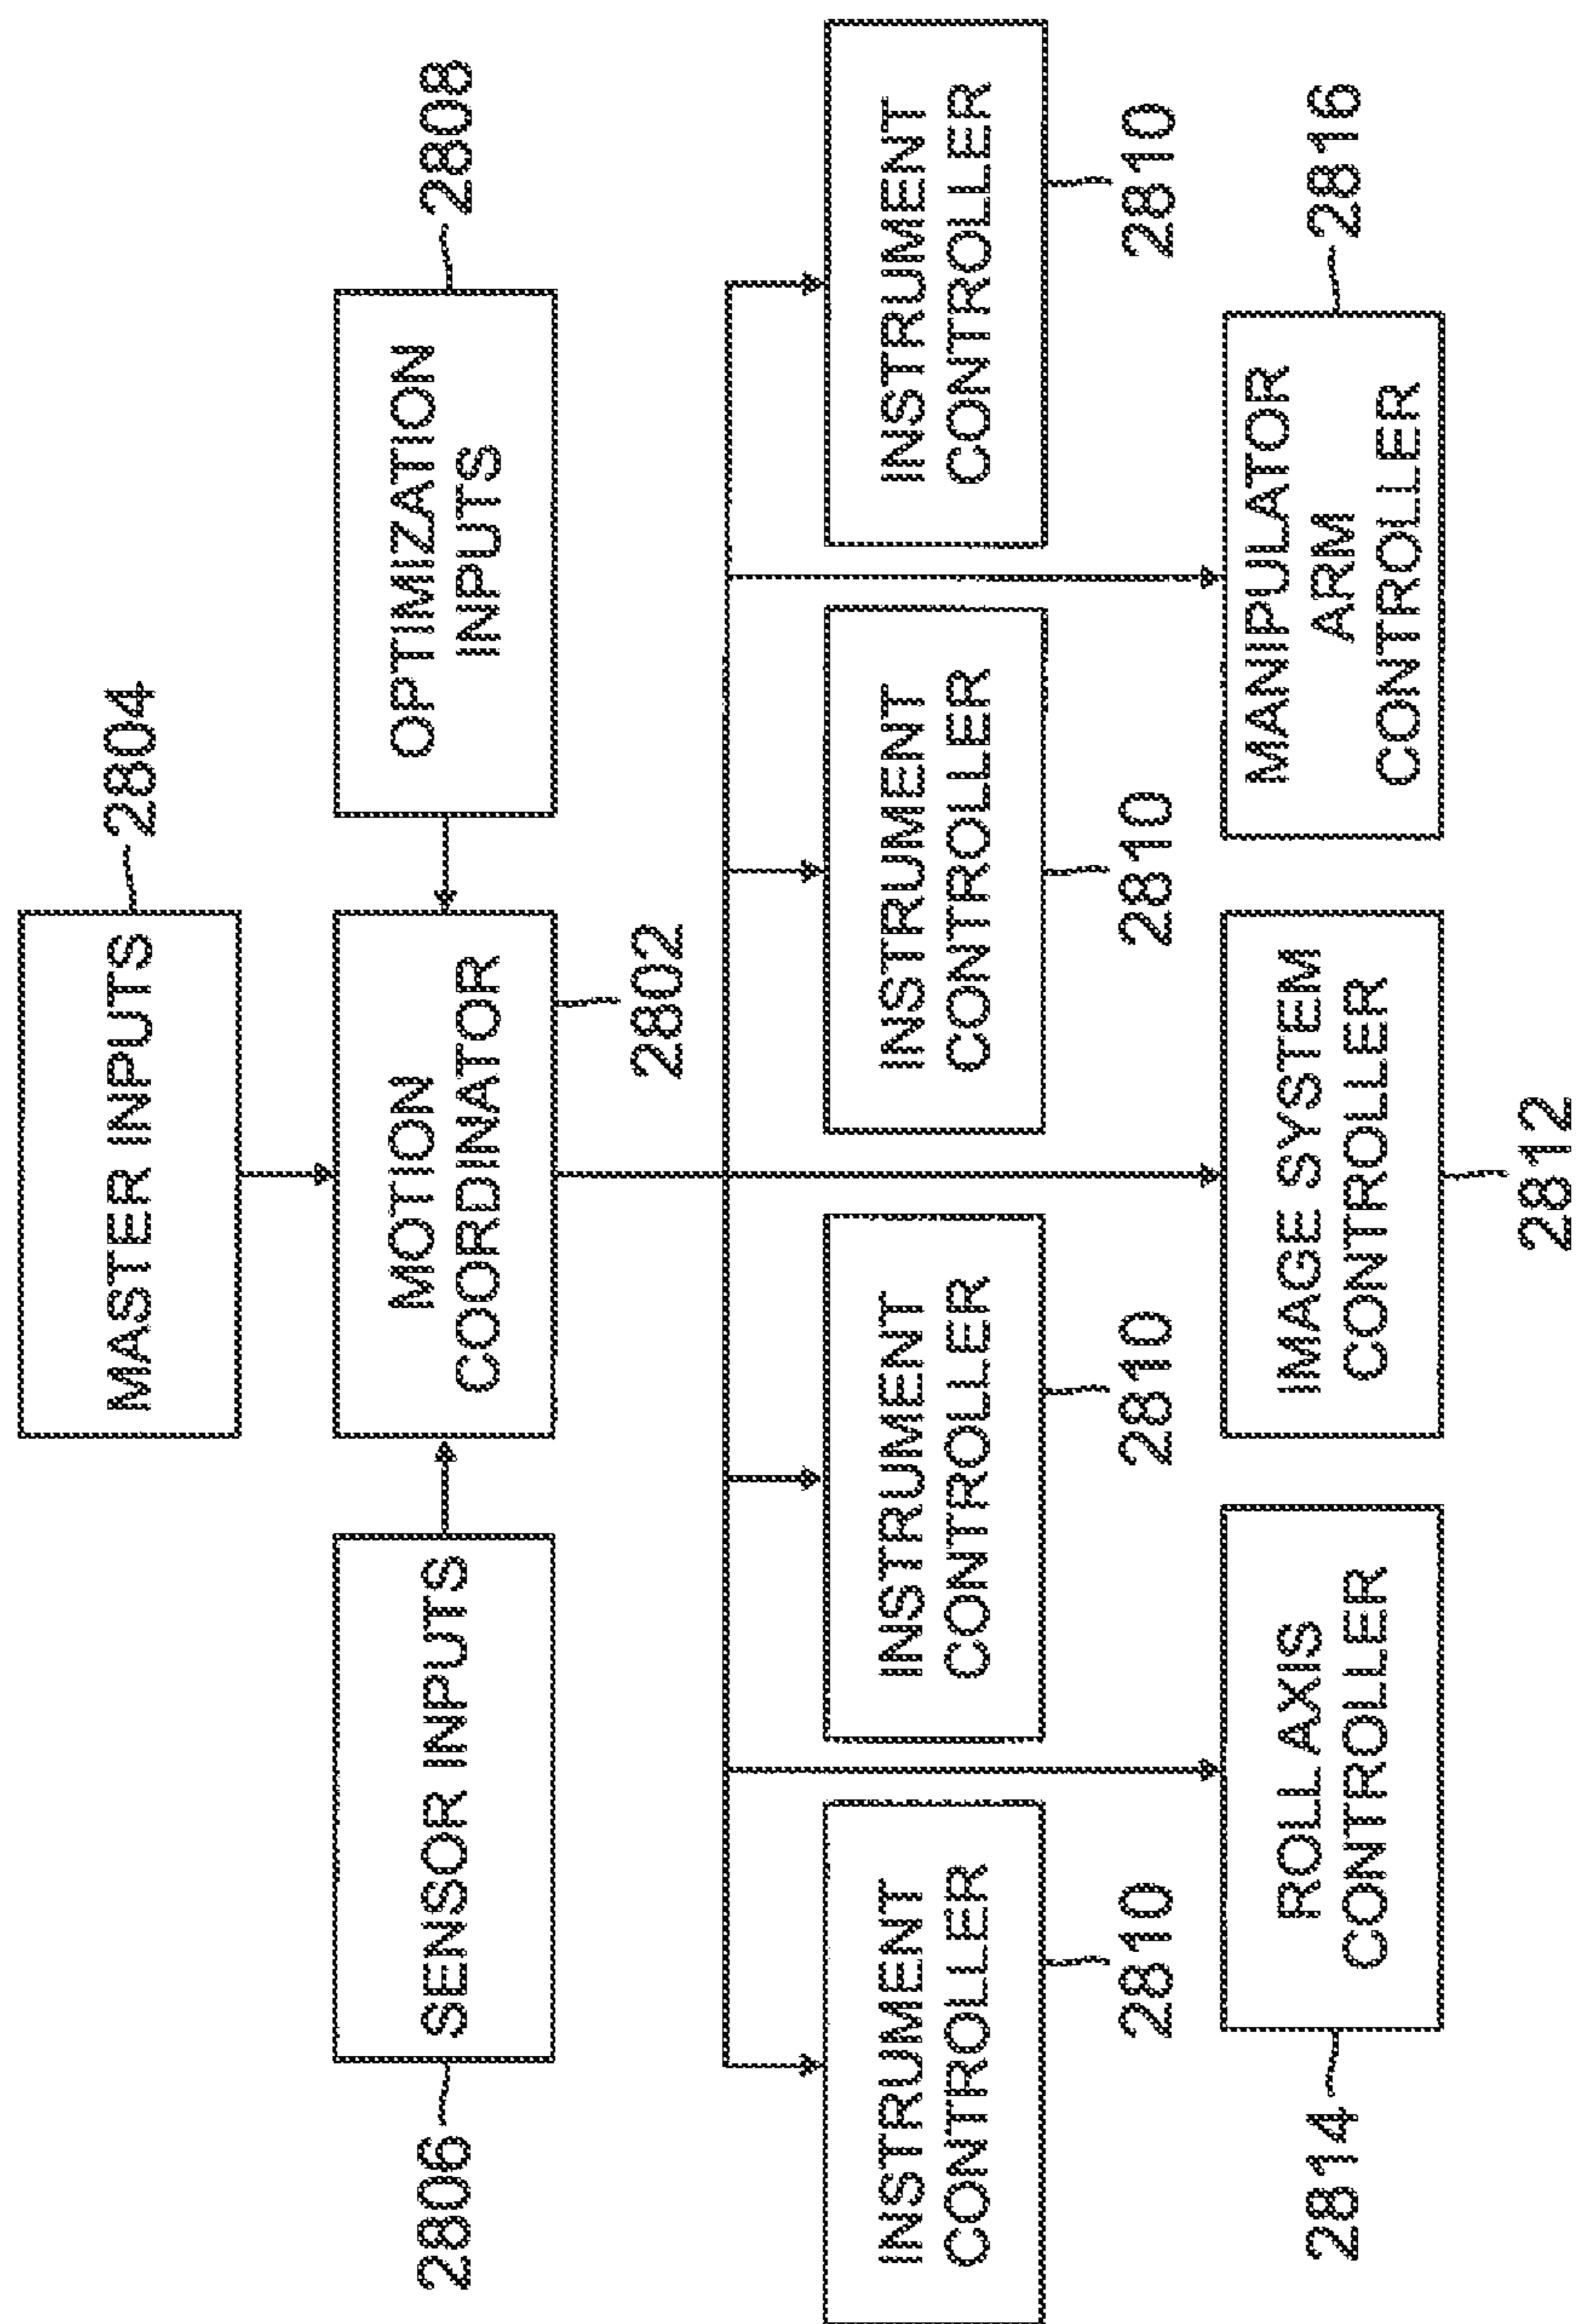 MASTER INPUTS
2804
SENSOR INPUTS
2806
MOTION
COORDINATOR
2802
OPTIMIZATION
INPUTS
2808
INSTRUMENT
CONTROLLER
2810
INSTRUMENT
CONTROLLER
2810
INSTRUMENT
CONTROLLER
2810
INSTRUMENT
CONTROLLER
2810
ROLL AXIS
CONTROLLER
2814
IMAGE SYSTEM
CONTROLLER
2812
MANIPULATOR
ARM
CONTROLLER
2816